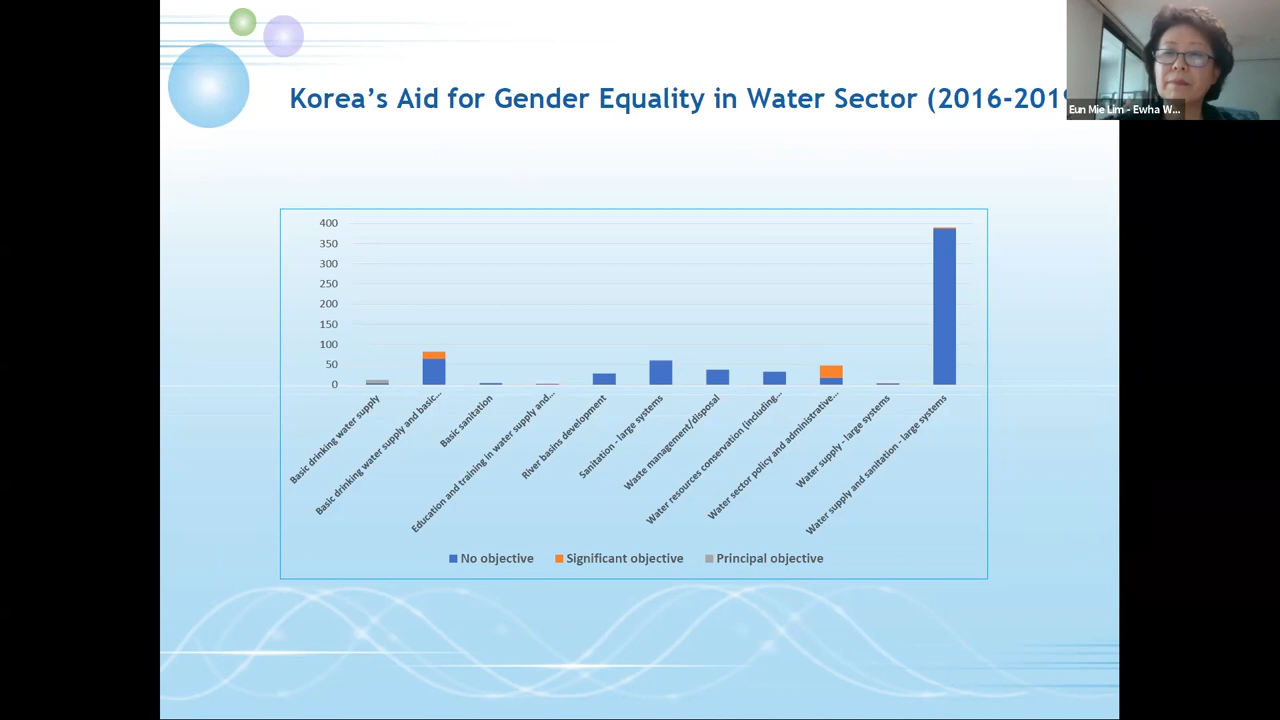 Korea’s Aid for Gender Equality in Water Sector (2016-2019
Eun Mie Lim - Ewha W...
400
350
300
250
200
150
100
50
0
Basic drinking water supply
Basic drinking water supply and basic...
Basic sanitation
Education and training in water supply and...
River basins development
Sanitation - large systems
Waste management/disposal
Water resources conservation (including...
Water sector policy and administrative...
Water supply - large systems
Water supply and sanitation - large systems
No objective
Significant objective
Principal objective